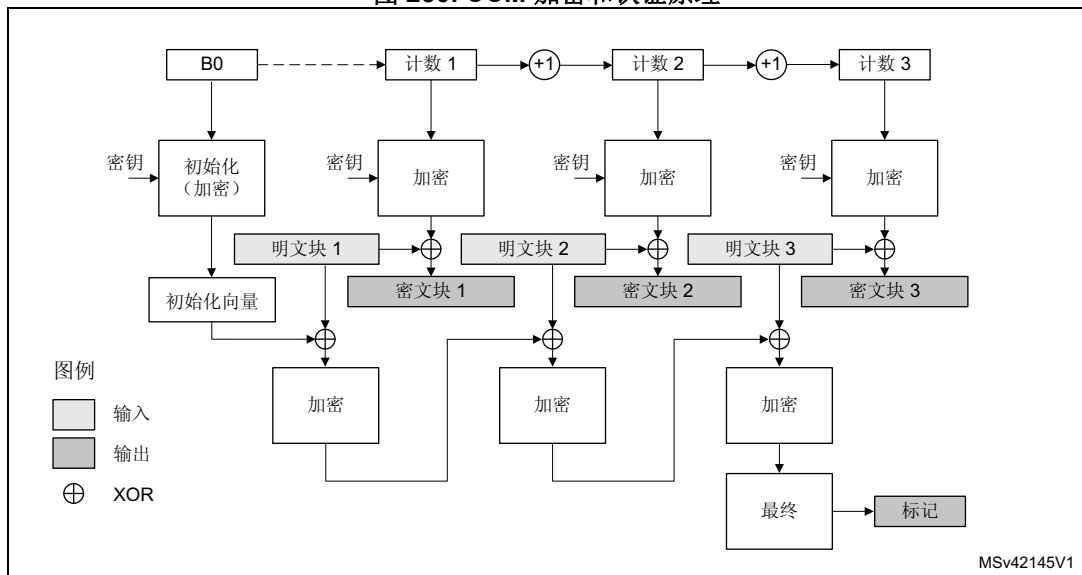 B0
计数 1
+1
计数 2
+1
计数 3
密钥
初始化
（加密）
密钥
加密
密钥
加密
密钥
加密
明文块 1
明文块 2
明文块 3
初始化向量
密文块 1
密文块 2
密文块 3
图例
输入
输出
XOR
加密
加密
加密
最终
标记
MSv42145V1